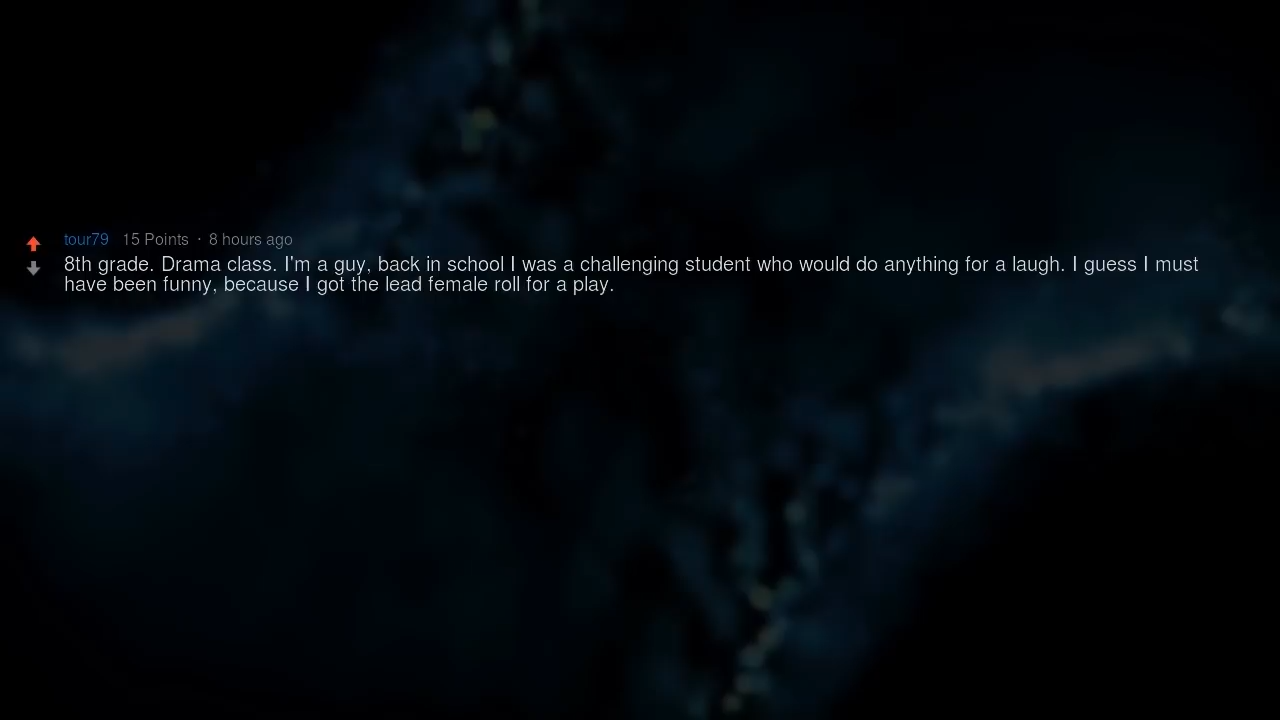 tour79 15 Points · 8 hours ago
8th grade. Drama class. I'm a guy, back in school I was a challenging student who would do anything for a laugh. I guess I must
have been funny, because I got the lead female roll for a play.